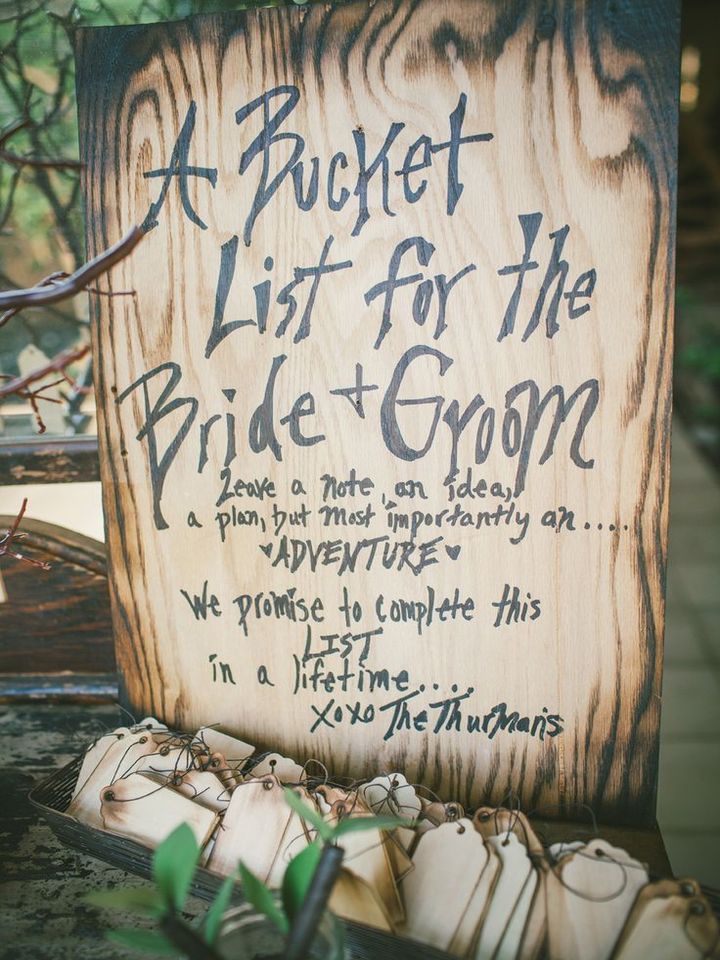 A Bucket
List for the
Bride + Groom
Leave a note, an idea,
a plan, but most importantly an....
♥ADVENTURE♥
We promise to complete this
LIST
in a lifetime....
XoXo The Thurmans